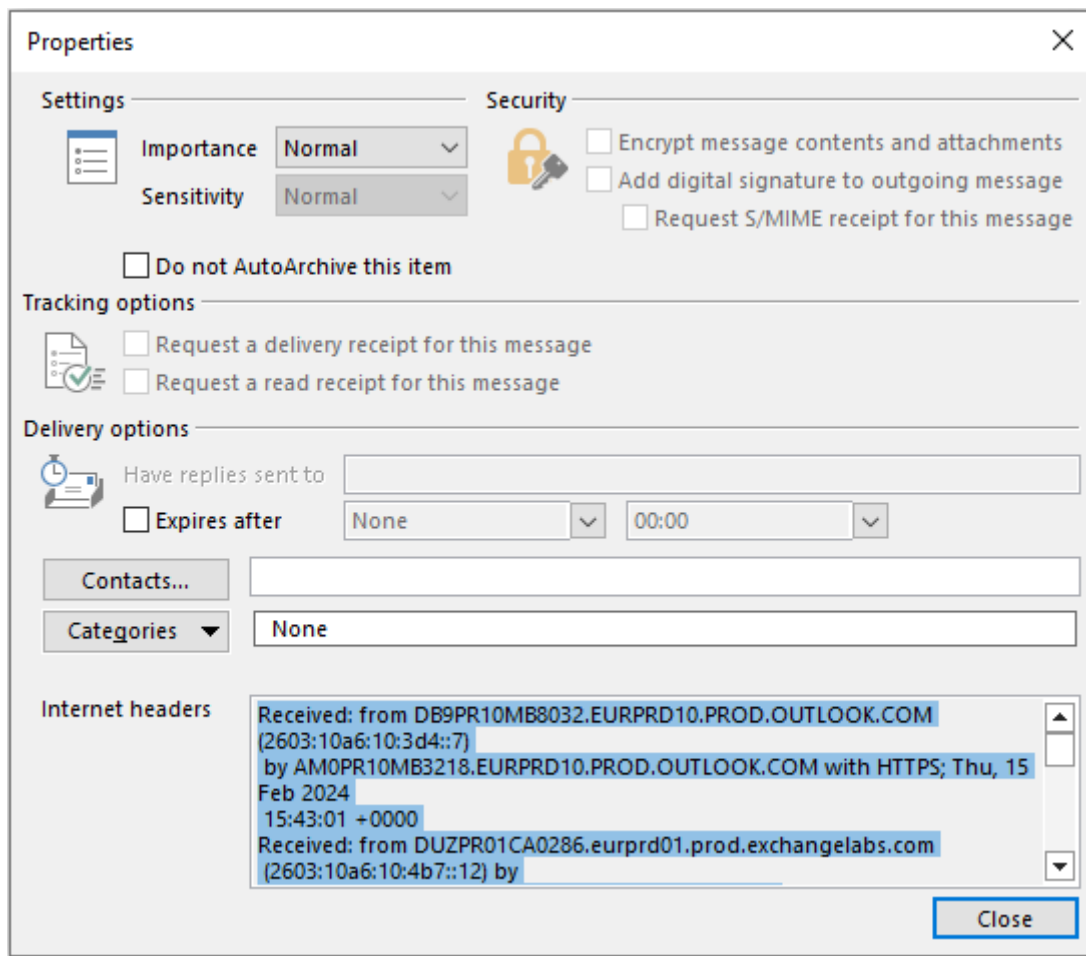 Properties
Settings
Security
Importance Normal
Encrypt message contents and attachments
Sensitivity Normal
Add digital signature to outgoing message
Request S/MIME receipt for this message
Do not AutoArchive this item
Tracking options
Request a delivery receipt for this message
Request a read receipt for this message
Delivery options
Have replies sent to
Expires after None 00:00
Contacts...
Categories None
Internet headers
Received: from DB9PR10MB8032.EURPRD10.PROD.OUTLOOK.COM
(2603:10a6:10:3d4::7)
by AM0PR10MB3218.EURPRD10.PROD.OUTLOOK.COM with HTTPS; Thu, 15
Feb 2024
15:43:01 +0000
Received: from DUZPR01CA0286.eurprd01.prod.exchangelabs.com
(2603:10a6:10:4b7::12) by
Close